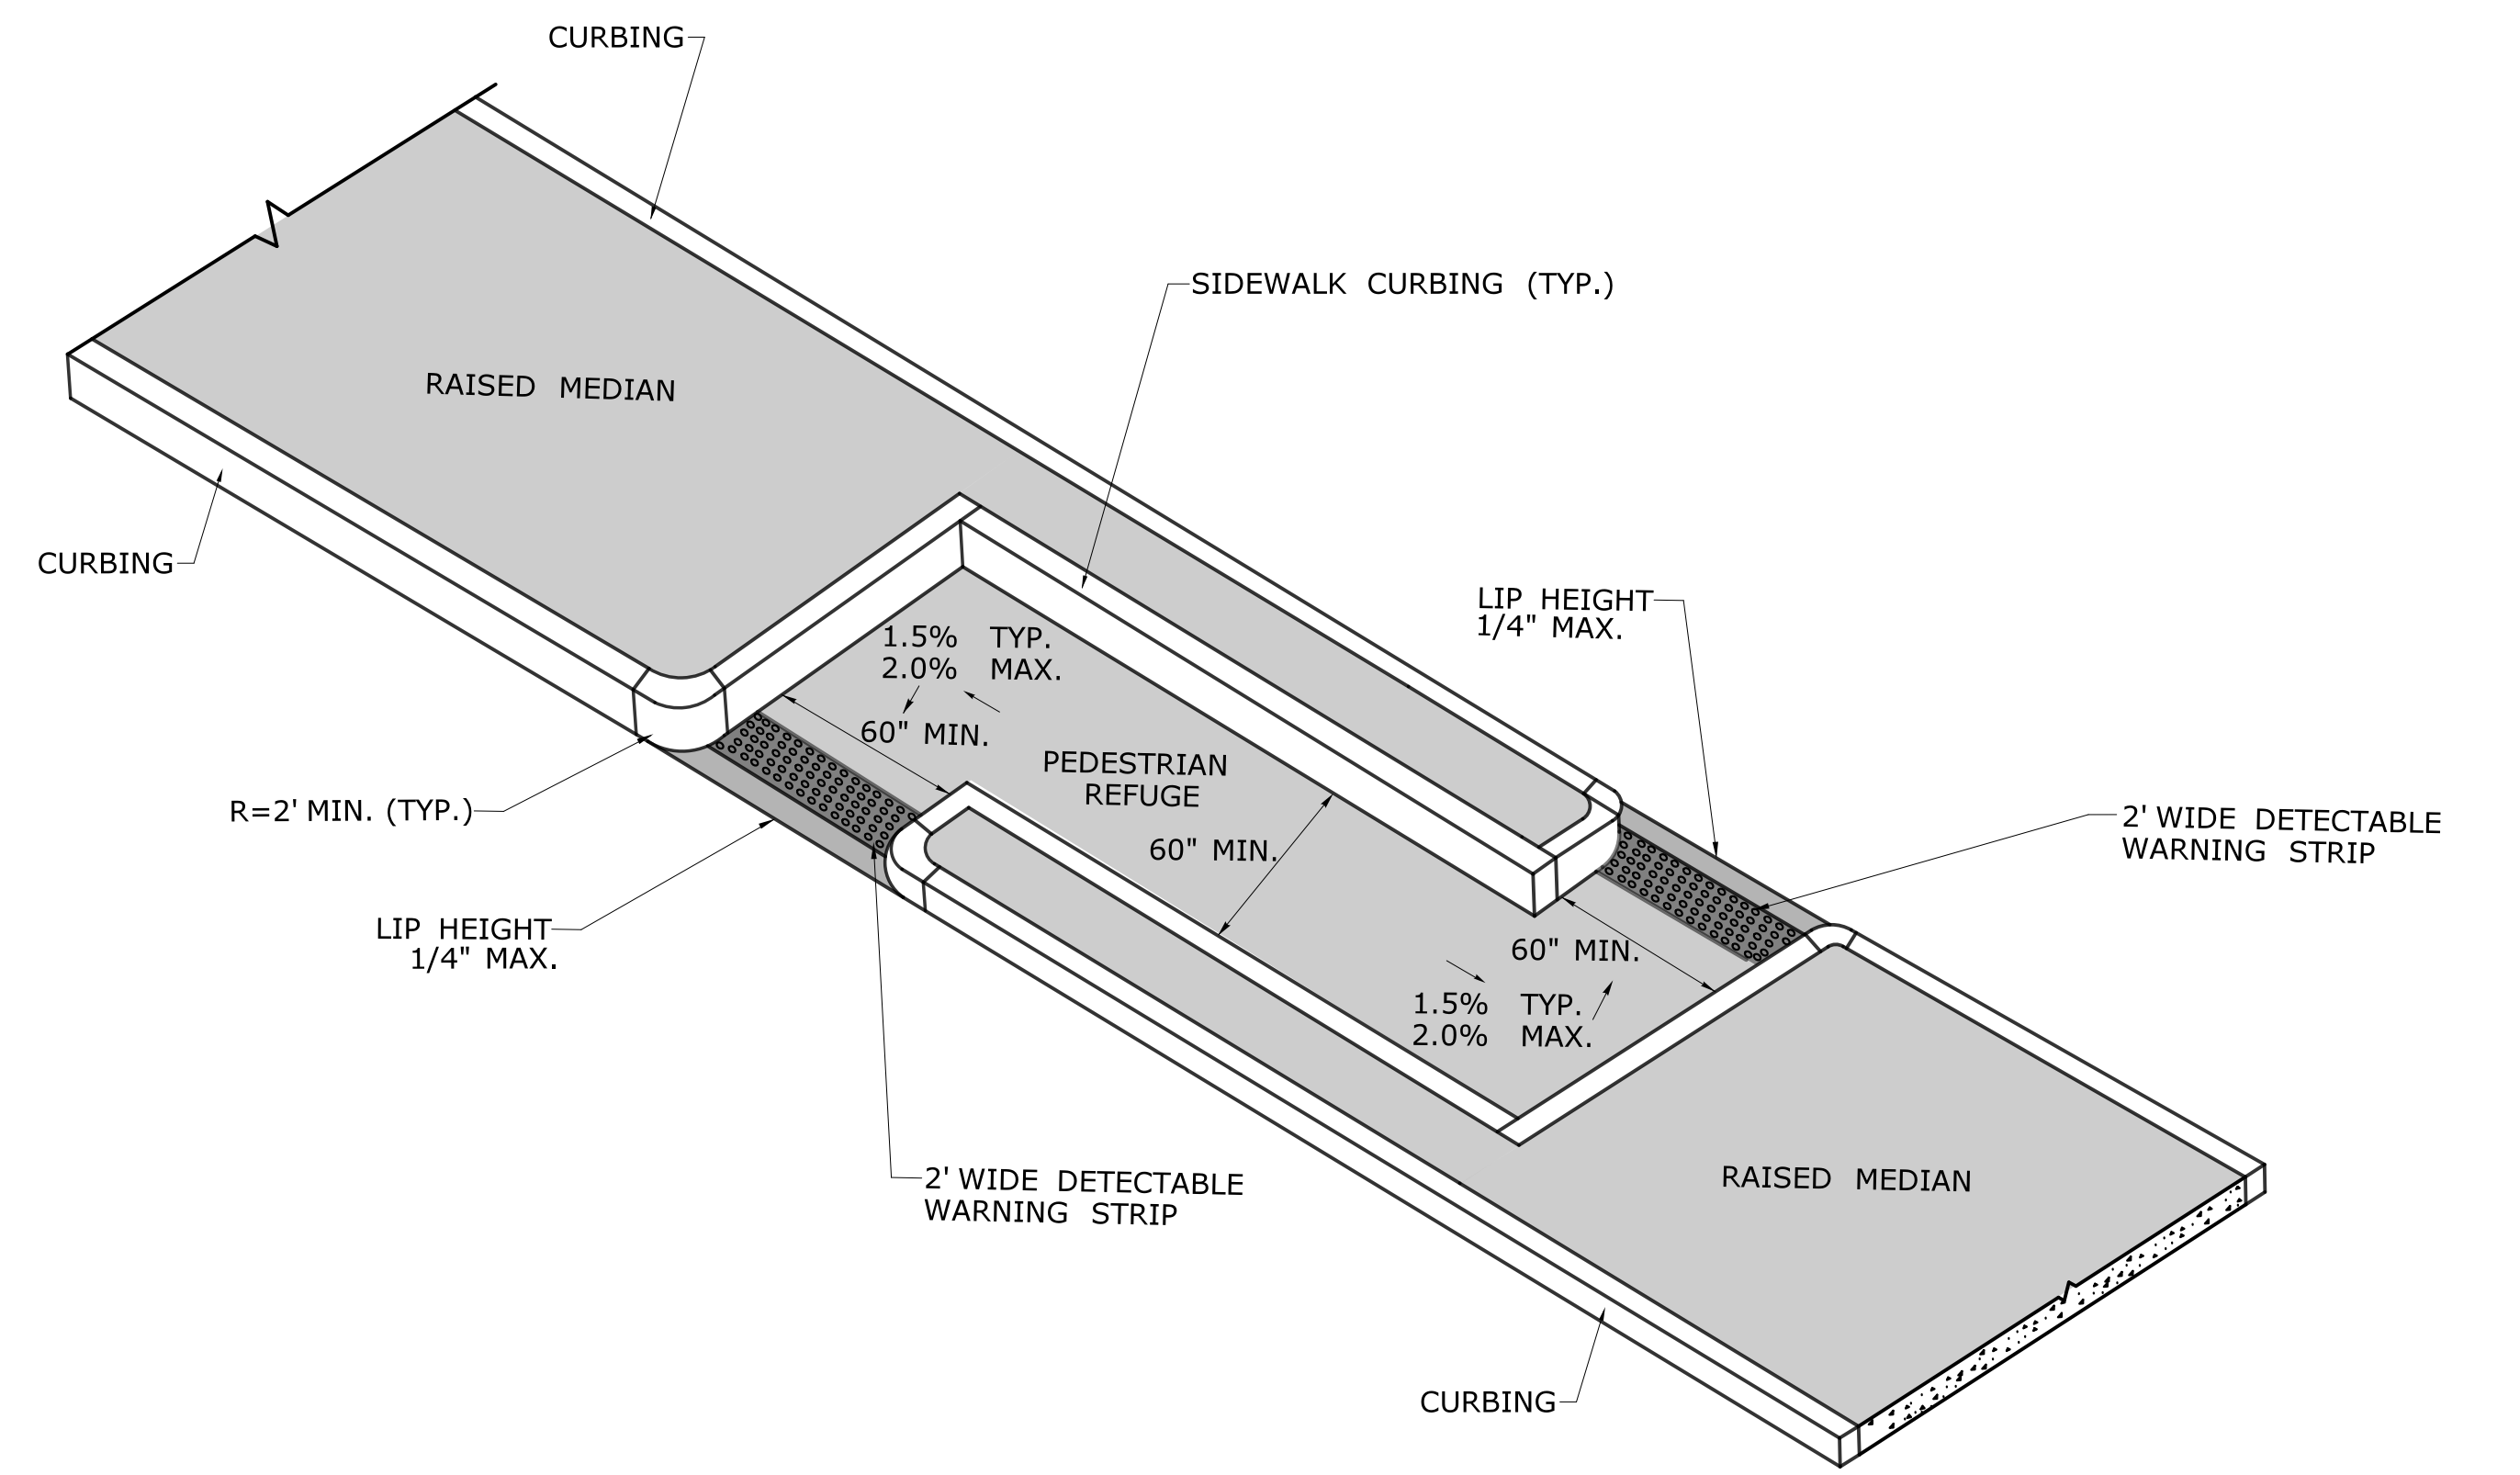 CURBING
SIDEWALK CURBING (TYP.)
RAISED MEDIAN
CURBING
LIP HEIGHT
1/4" MAX.
1.5% TYP.
2.0% MAX.
60" MIN.
PEDESTRIAN
REFUGE
60" MIN.
R=2' MIN. (TYP.)
2' WIDE DETECTABLE
WARNING STRIP
LIP HEIGHT
1/4" MAX.
60" MIN.
1.5% TYP.
2.0% MAX.
2' WIDE DETECTABLE
WARNING STRIP
RAISED MEDIAN
CURBING